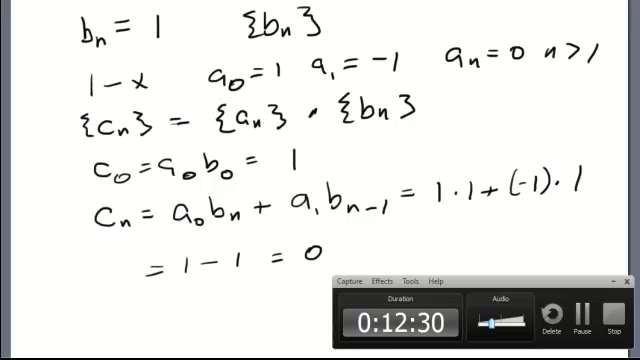 bₙ = 1 {bₙ}
1 - x a₀ = 1 a₁ = -1 aₙ = 0 n > 1
{cₙ} = {aₙ} · {bₙ}
c₀ = a₀b₀ = 1
cₙ = a₀bₙ + a₁bₙ₋₁ = 1 · 1 + (-1) · 1
= 1 - 1 = 0
Capture Effects Tools
Duration Audio
0:12:30
Delete Pause Stop